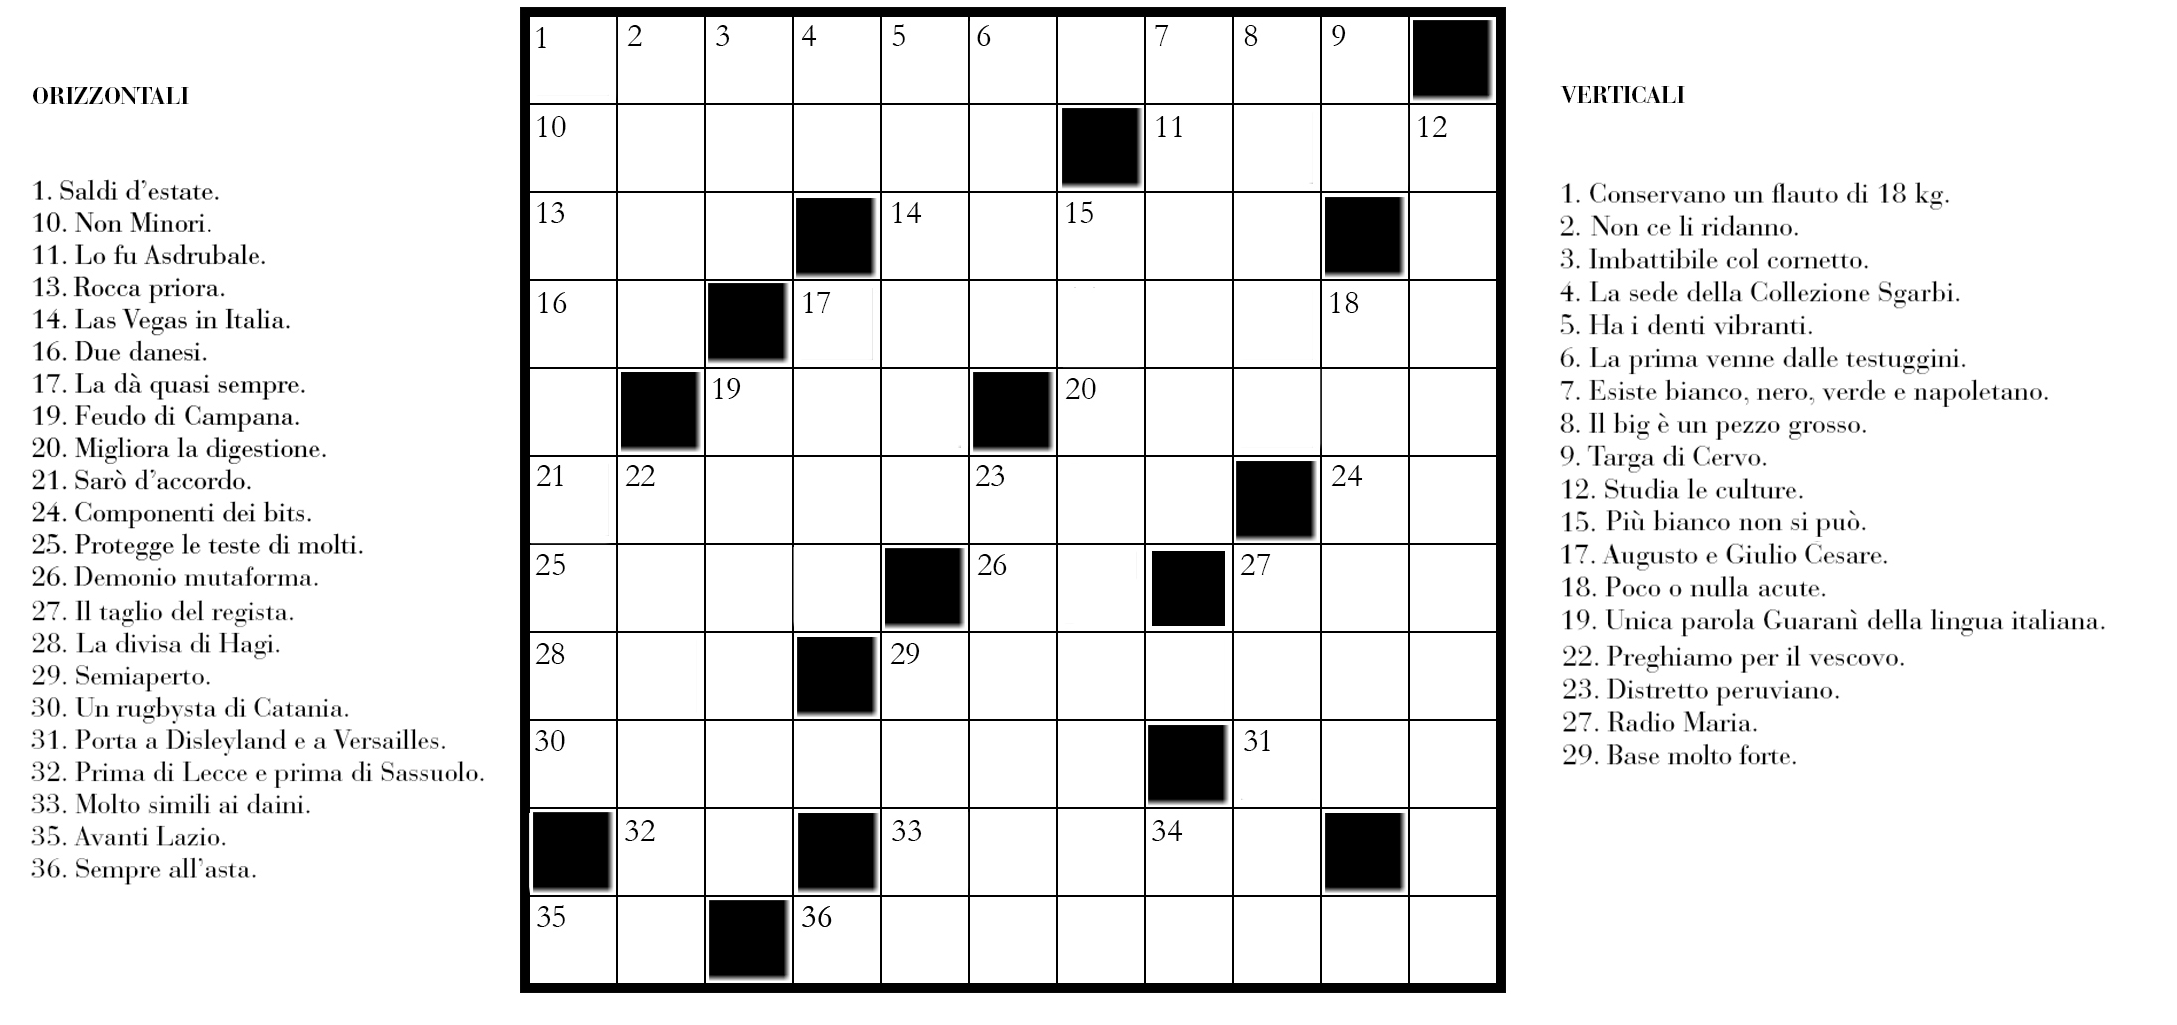 ORIZZONTALI
1. Saldi d'estate.
10. Non Minori.
11. Lo fu Asdrubale.
13. Rocca priora.
14. Las Vegas in Italia.
16. Due danesi.
17. La dà quasi sempre.
19. Feudo di Campana.
20. Migliora la digestione.
21. Sarò d'accordo.
24. Componenti dei bits.
25. Protegge le teste di molti.
26. Demonio mutaforma.
27. Il taglio del regista.
28. La divisa di Hagi.
29. Semiaperto.
30. Un rugbysta di Catania.
31. Porta a Disleyland e a Versailles.
32. Prima di Lecce e prima di Sassuolo.
33. Molto simili ai daini.
35. Avanti Lazio.
36. Sempre all'asta.
1 2 3 4 5 6 7 8 9
10 11 12
13 14 15
16 17 18
19 20
21 22 23 24
25 26 27
28 29
30 31
32 33 34
35 36
VERTICALI
1. Conservano un flauto di 18 kg.
2. Non ce li ridanno.
3. Imbattibile col cornetto.
4. La sede della Collezione Sgarbi.
5. Ha i denti vibranti.
6. La prima venne dalle testuggini.
7. Esiste bianco, nero, verde e napoletano.
8. Il big è un pezzo grosso.
9. Targa di Cervo.
12. Studia le culture.
15. Più bianco non si può.
17. Augusto e Giulio Cesare.
18. Poco o nulla acute.
19. Unica parola Guaranì della lingua italiana.
22. Preghiamo per il vescovo.
23. Distretto peruviano.
27. Radio Maria.
29. Base molto forte.